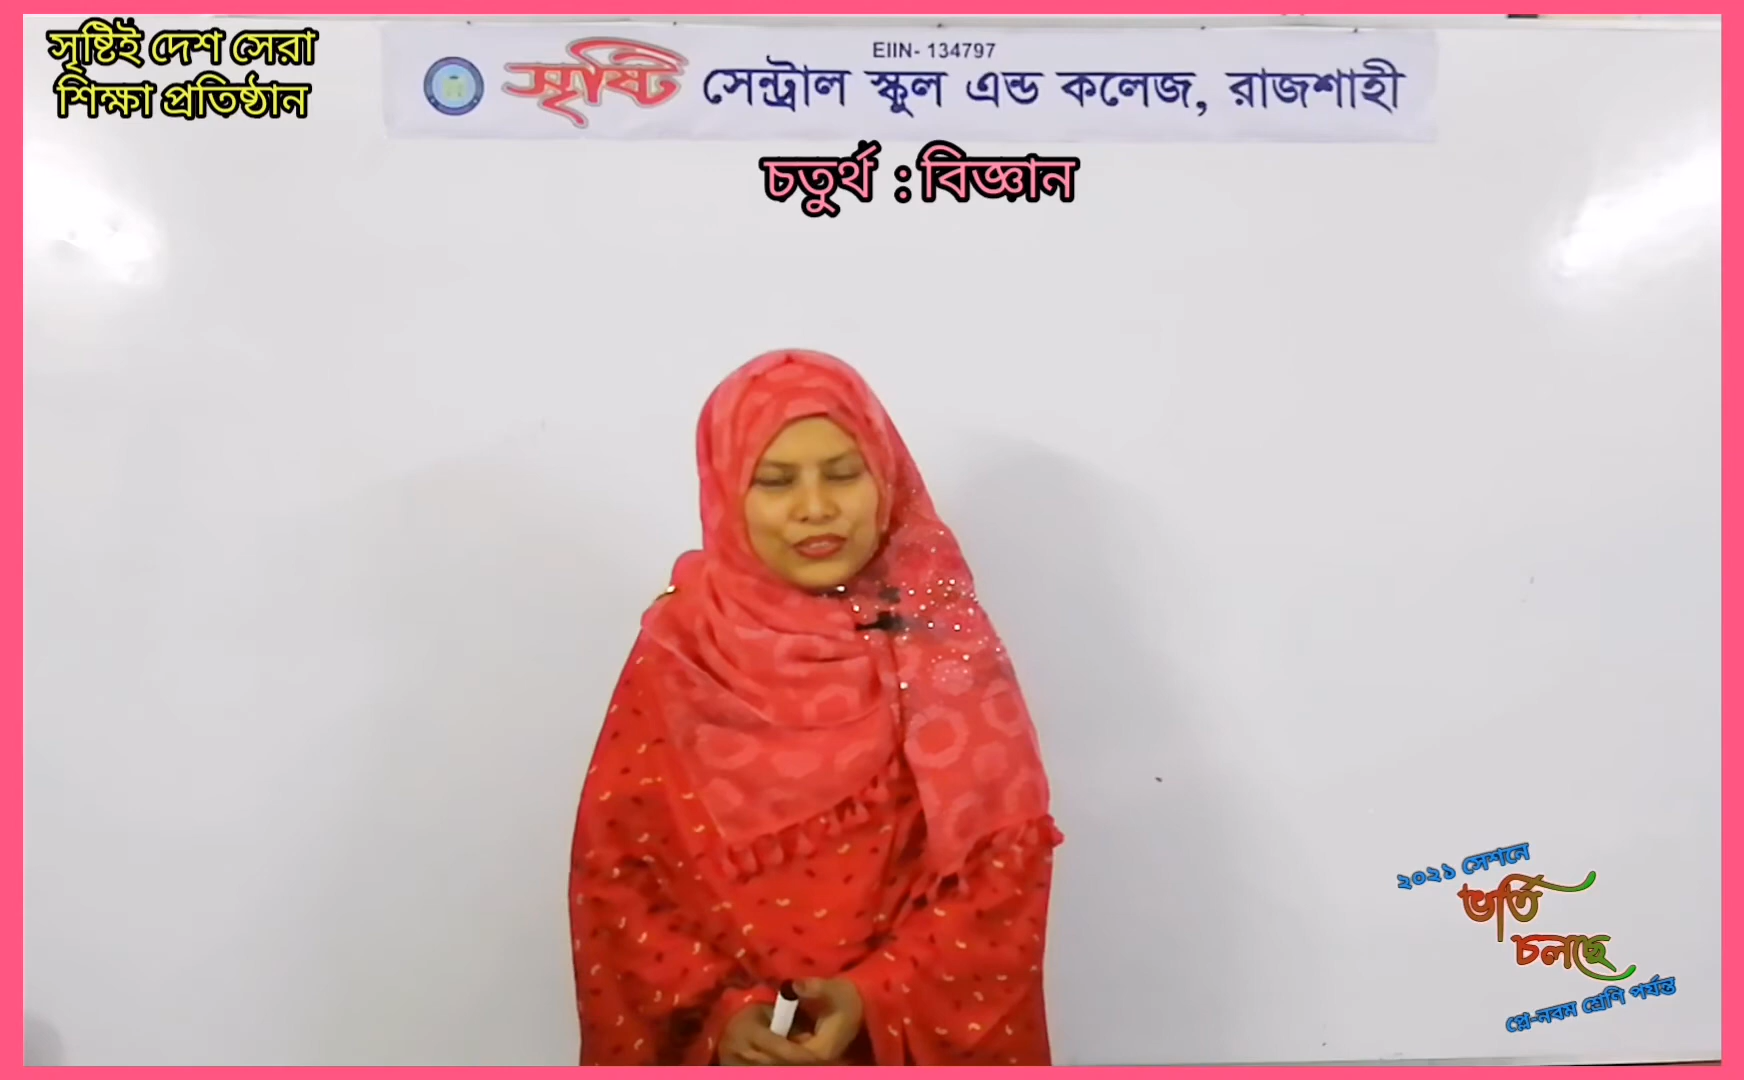 সৃষ্টিই দেশ সেরা
শিক্ষা প্রতিষ্ঠান
EIIN- 134797
সৃষ্টি সেন্ট্রাল স্কুল এন্ড কলেজ, রাজশাহী
চতুর্থ : বিজ্ঞান
২০২১ সেশনে
ভর্তি
চলছে
প্লে-নবম শ্রেণি পর্যন্ত